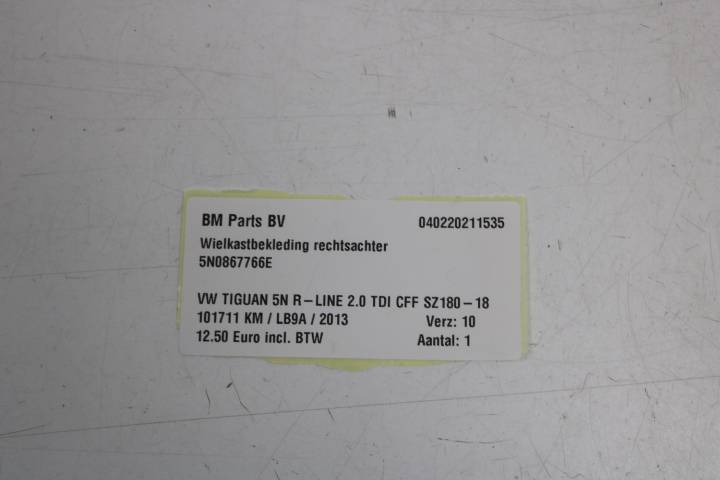 BM Parts BV 040220211535
Wielkastbekleding rechtsachter
5N0867766E
VW TIGUAN 5N R-LINE 2.0 TDI CFF SZ180-18
101711 KM / LB9A / 2013 Verz: 10
12.50 Euro incl. BTW Aantal: 1